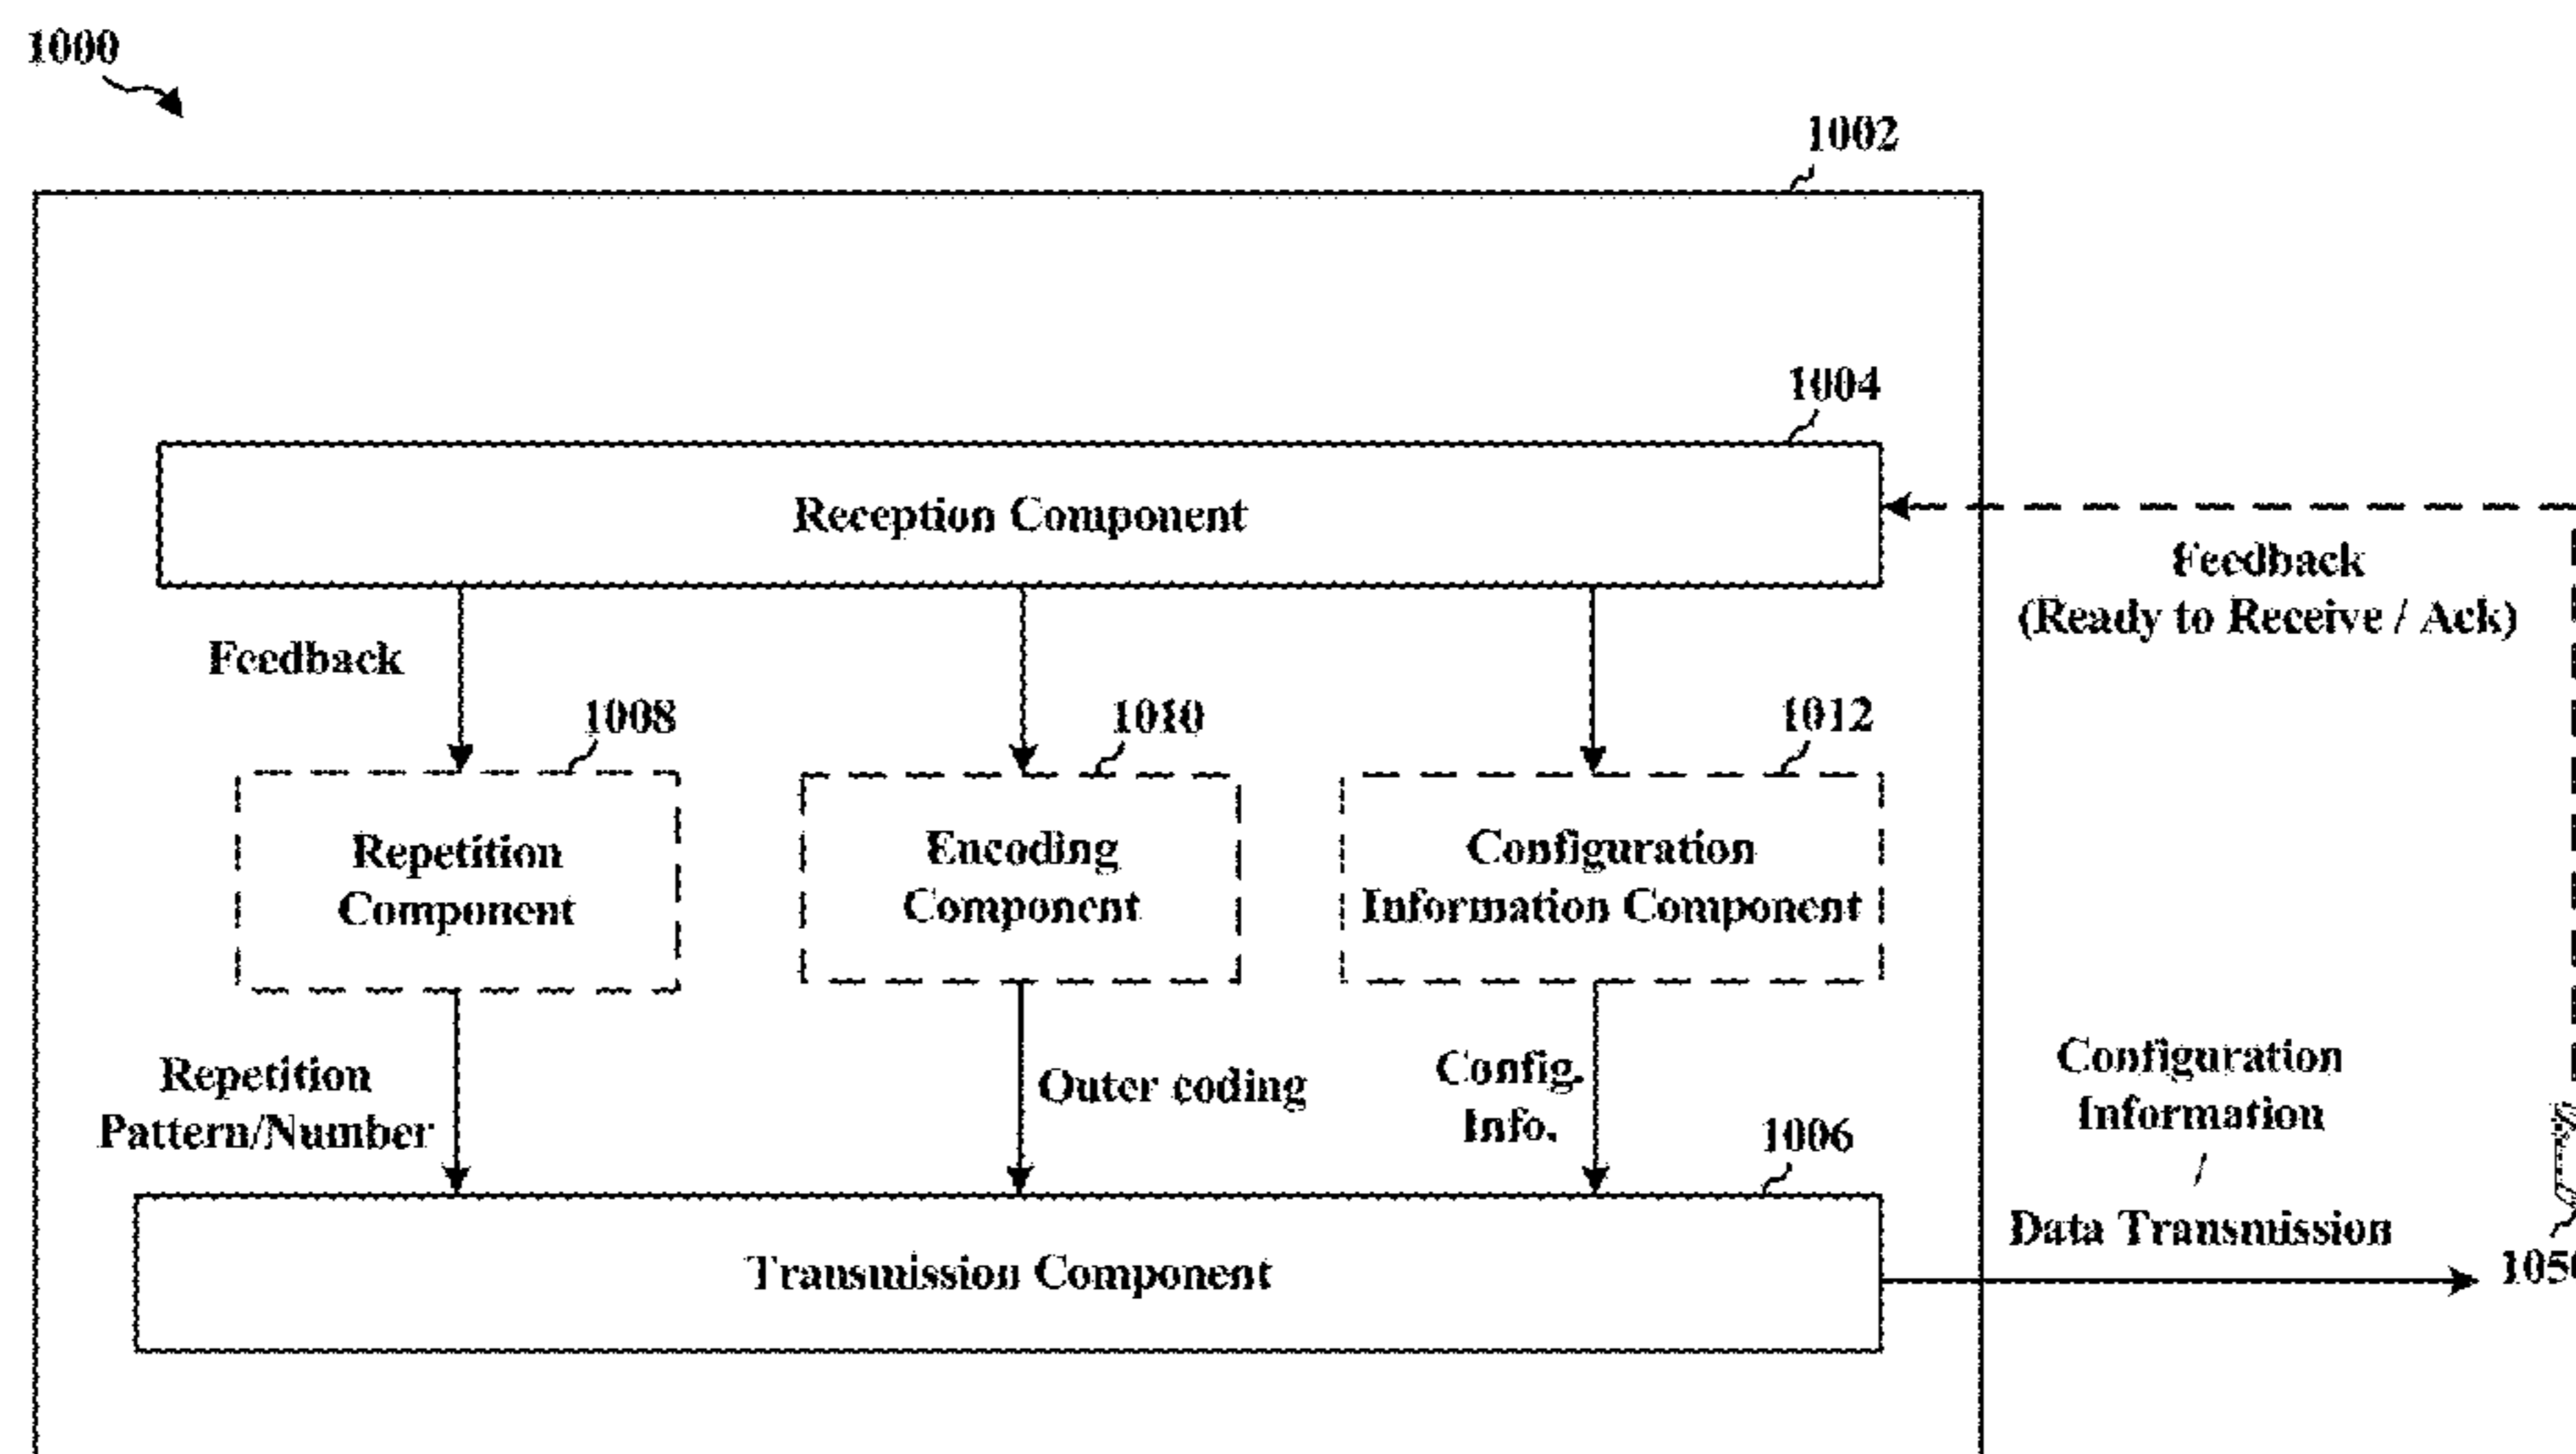 1000
1002
1004
Reception Component
Feedback
(Ready to Receive / Ack)
Feedback
1008
1010
1012
Repetition
Component
Encoding
Component
Configuration
Information Component
Repetition
Pattern/Number
Outer coding
Config.
Info.
Configuration
Information
/
Data Transmission
1006
Transmission Component